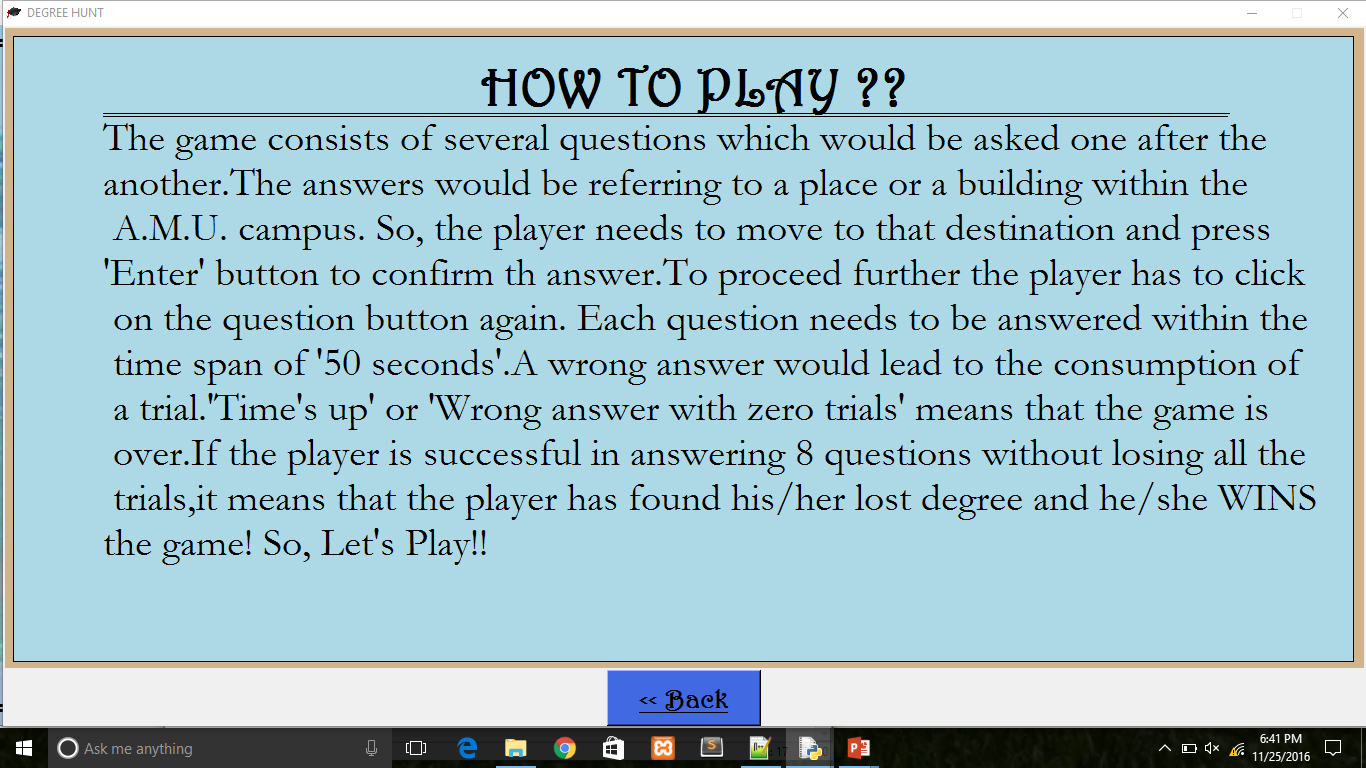 DEGREE HUNT
HOW TO PLAY ??
The game consists of several questions which would be asked one after the
another.The answers would be referring to a place or a building within the
A.M.U. campus. So, the player needs to move to that destination and press
'Enter' button to confirm th answer.To proceed further the player has to click
on the question button again. Each question needs to be answered within the
time span of '50 seconds'.A wrong answer would lead to the consumption of
a trial.'Time's up' or 'Wrong answer with zero trials' means that the game is
over.If the player is successful in answering 8 questions without losing all the
trials,it means that the player has found his/her lost degree and he/she WINS
the game! So, Let's Play!!
<< Back
Ask me anything
6:41 PM
11/25/2016